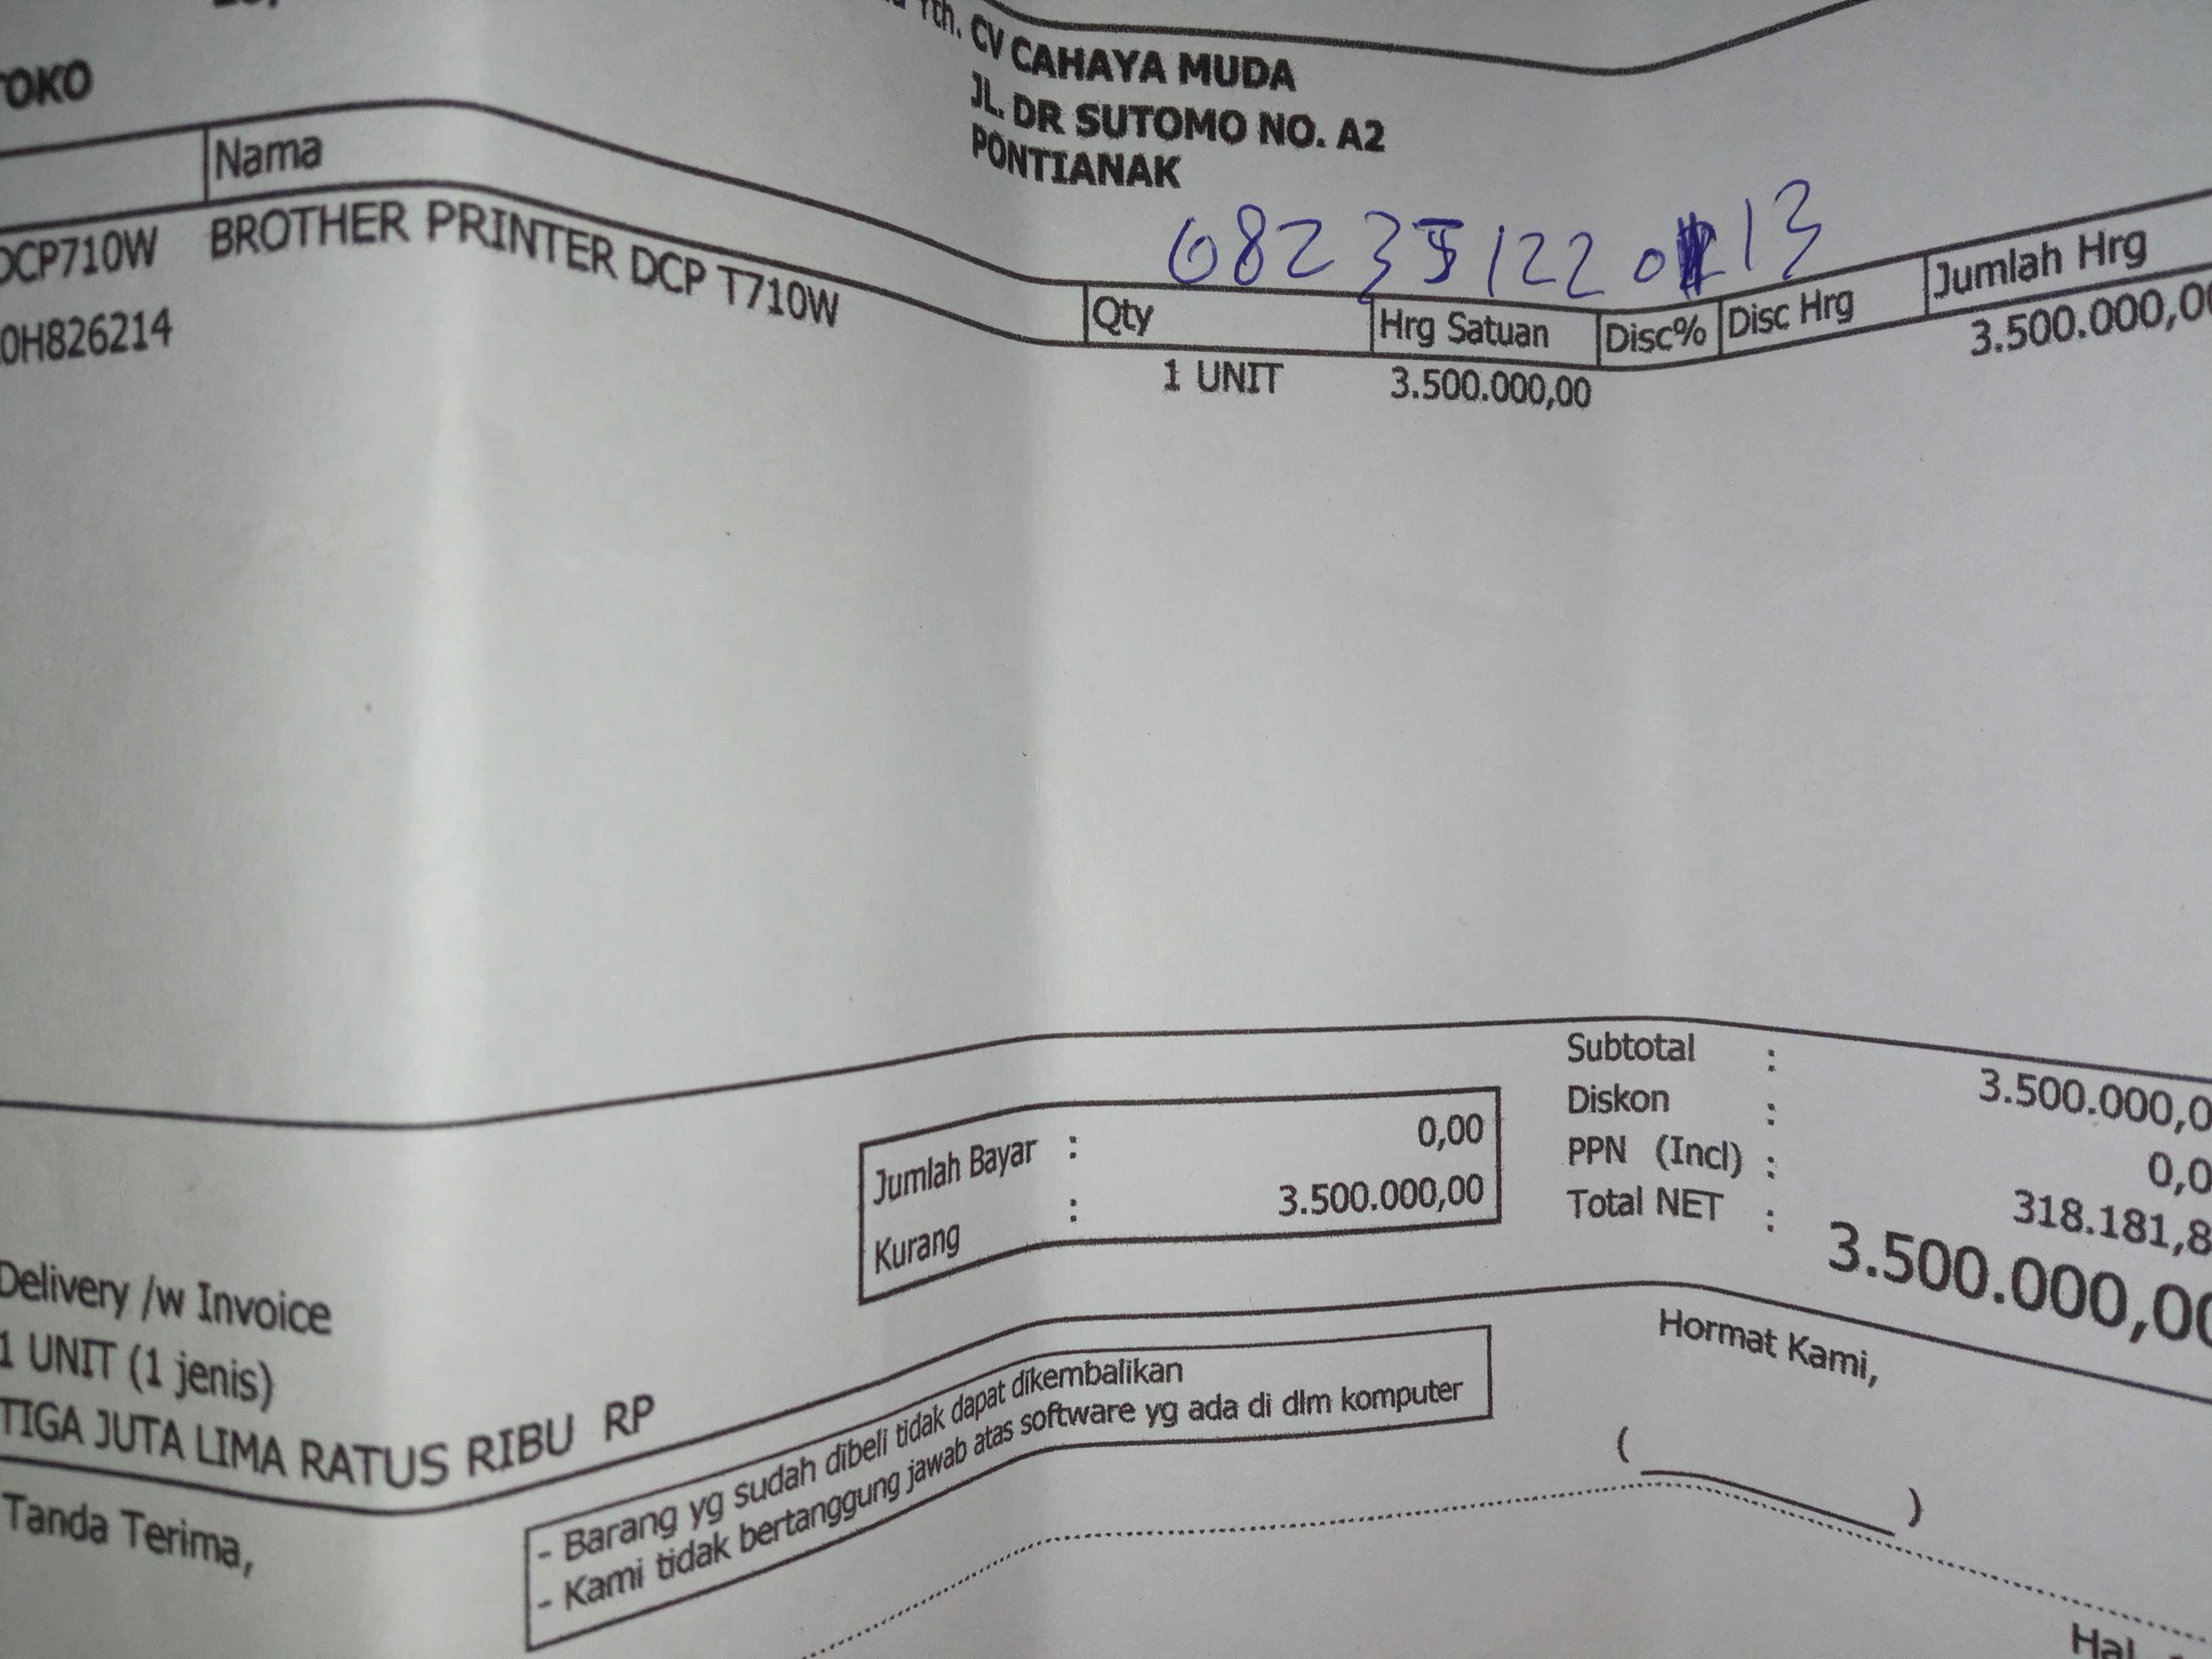 TOKO
Yth. CV CAHAYA MUDA
JL. DR SUTOMO NO. A2
PONTIANAK
Nama Qty Hrg Satuan Disc% Disc Hrg Jumlah Hrg
DCP710W BROTHER PRINTER DCP T710W 1 UNIT 3.500.000,00 3.500.000,00
0H826214
Subtotal : 3.500.000,0
Diskon : 0,0
PPN (Incl) : 318.181,8
Total NET : 3.500.000,00
Jumlah Bayar : 0,00
Kurang : 3.500.000,00
Delivery /w Invoice
1 UNIT (1 jenis)
TIGA JUTA LIMA RATUS RIBU RP
Tanda Terima,
- Barang yg sudah dibeli tidak dapat dikembalikan
- Kami tidak bertanggung jawab atas software yg ada di dlm komputer
Hormat Kami,
( )
Hal